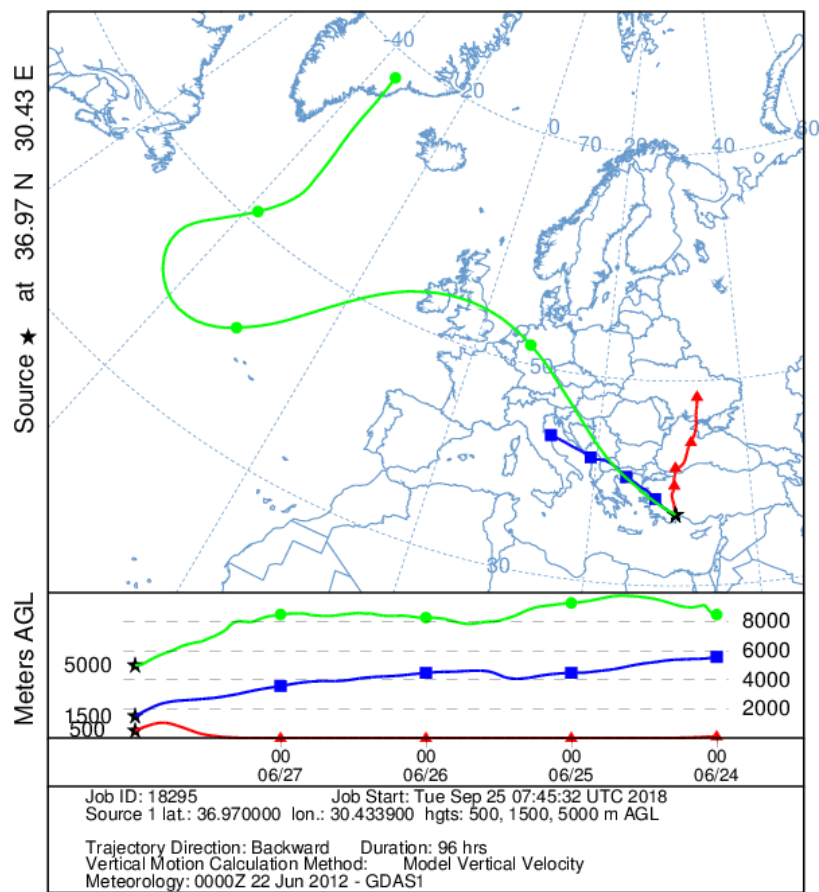 Source ★ at 36.97 N 30.43 E
-40
20
0
70
20
40
60
50
30
Meters AGL
5000
1500
500
8000
6000
4000
2000
00 00 00 00
06/27 06/26 06/25 06/24
Job ID: 18295 Job Start: Tue Sep 25 07:45:32 UTC 2018
Source 1 lat.: 36.970000 lon.: 30.433900 hgts: 500, 1500, 5000 m AGL
Trajectory Direction: Backward Duration: 96 hrs
Vertical Motion Calculation Method: Model Vertical Velocity
Meteorology: 0000Z 22 Jun 2012 - GDAS1